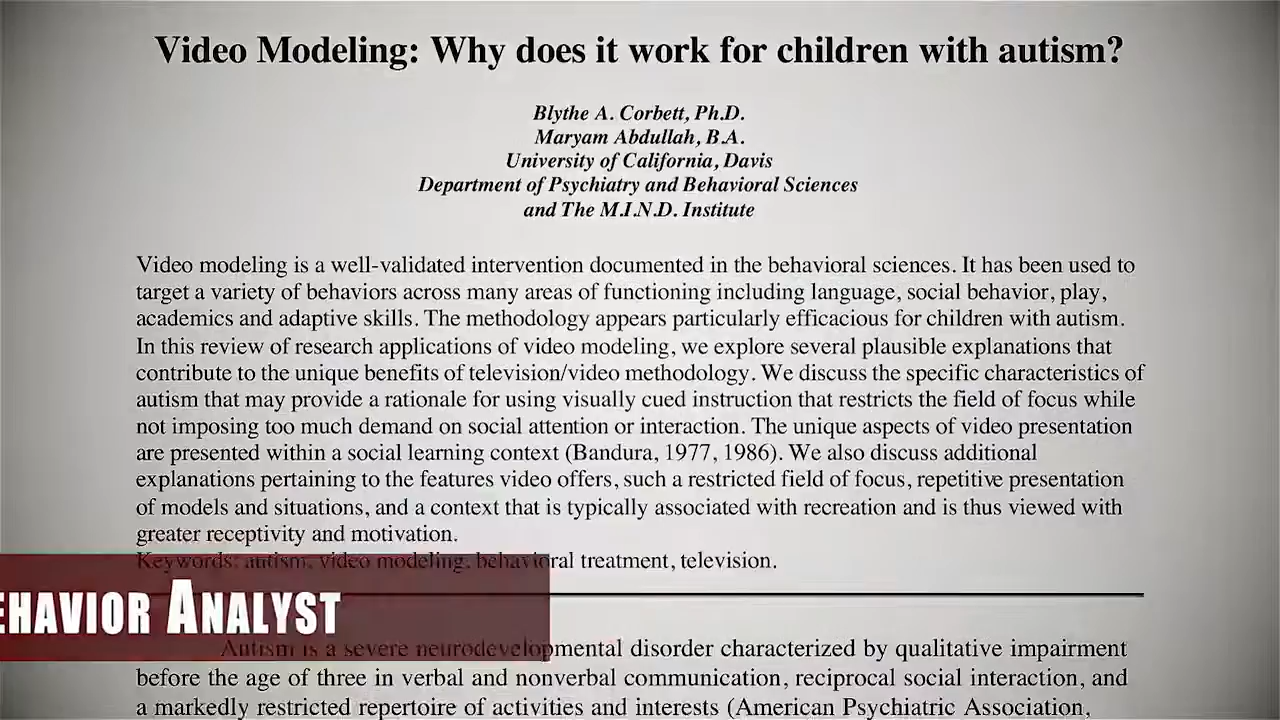 Video Modeling: Why does it work for children with autism?
Blythe A. Corbett, Ph.D.
Maryam Abdullah, B.A.
University of California, Davis
Department of Psychiatry and Behavioral Sciences
and The M.I.N.D. Institute
Video modeling is a well-validated intervention documented in the behavioral sciences. It has been used to
target a variety of behaviors across many areas of functioning including language, social behavior, play,
academics and adaptive skills. The methodology appears particularly efficacious for children with autism.
In this review of research applications of video modeling, we explore several plausible explanations that
contribute to the unique benefits of television/video methodology. We discuss the specific characteristics of
autism that may provide a rationale for using visually cued instruction that restricts the field of focus while
not imposing too much demand on social attention or interaction. The unique aspects of video presentation
are presented within a social learning context (Bandura, 1977, 1986). We also discuss additional
explanations pertaining to the features video offers, such a restricted field of focus, repetitive presentation
of models and situations, and a context that is typically associated with recreation and is thus viewed with
greater receptivity and motivation.
Keywords: autism, video modeling, behavioral treatment, television.
EHAVIOR ANALYST
Autism is a severe neurodevelopmental disorder characterized by qualitative impairment
before the age of three in verbal and nonverbal communication, reciprocal social interaction, and
a markedly restricted repertoire of activities and interests (American Psychiatric Association,